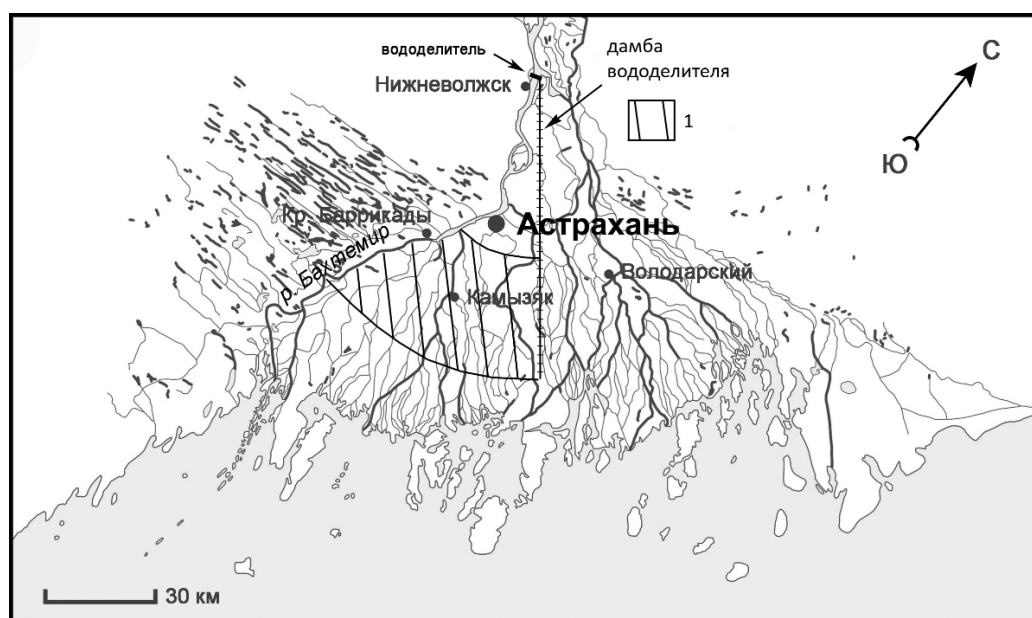 вододелитель
Нижневолжск
дамба
вододелителя
1
С
Ю
Кр. Баррикады
Астрахань
р. Бахтемир
Володарский
Камызяк
30 км